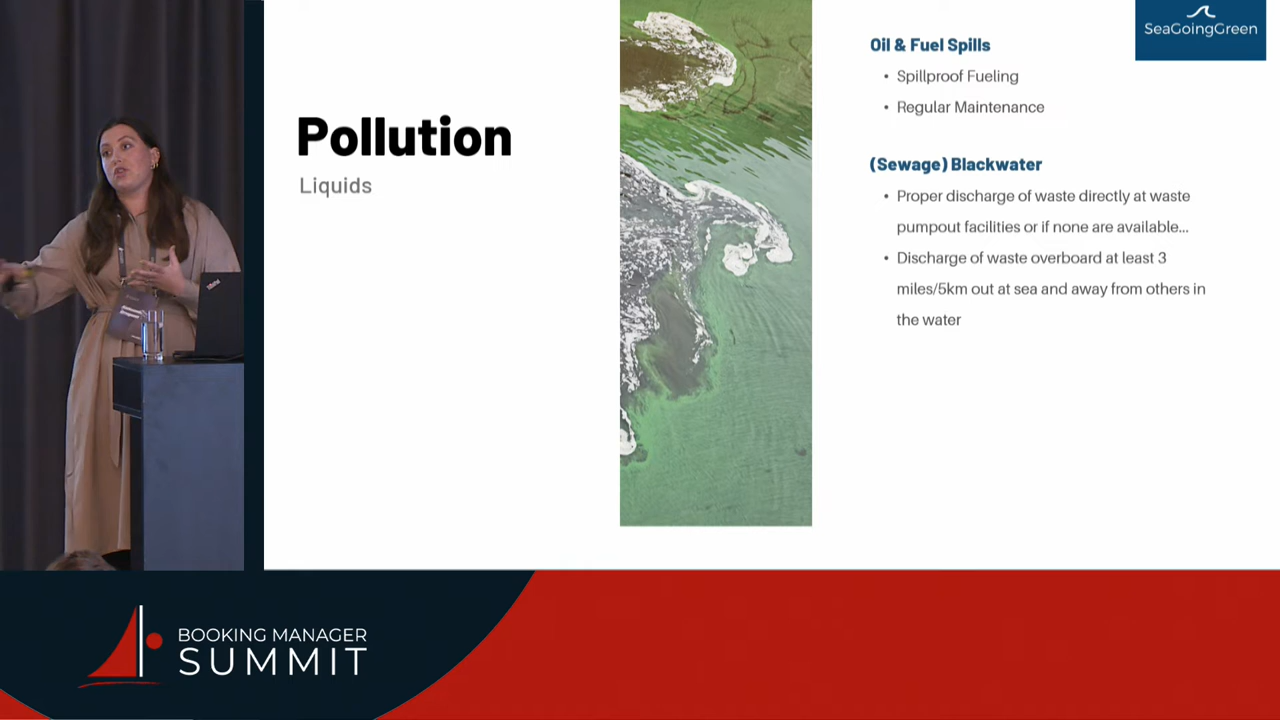 Pollution
Liquids
SeaGoingGreen
Oil & Fuel Spills
• Spillproof Fueling
• Regular Maintenance
(Sewage) Blackwater
• Proper discharge of waste directly at waste
pumpout facilities or if none are available...
• Discharge of waste overboard at least 3
miles/5km out at sea and away from others in
the water
BOOKING MANAGER
SUMMIT